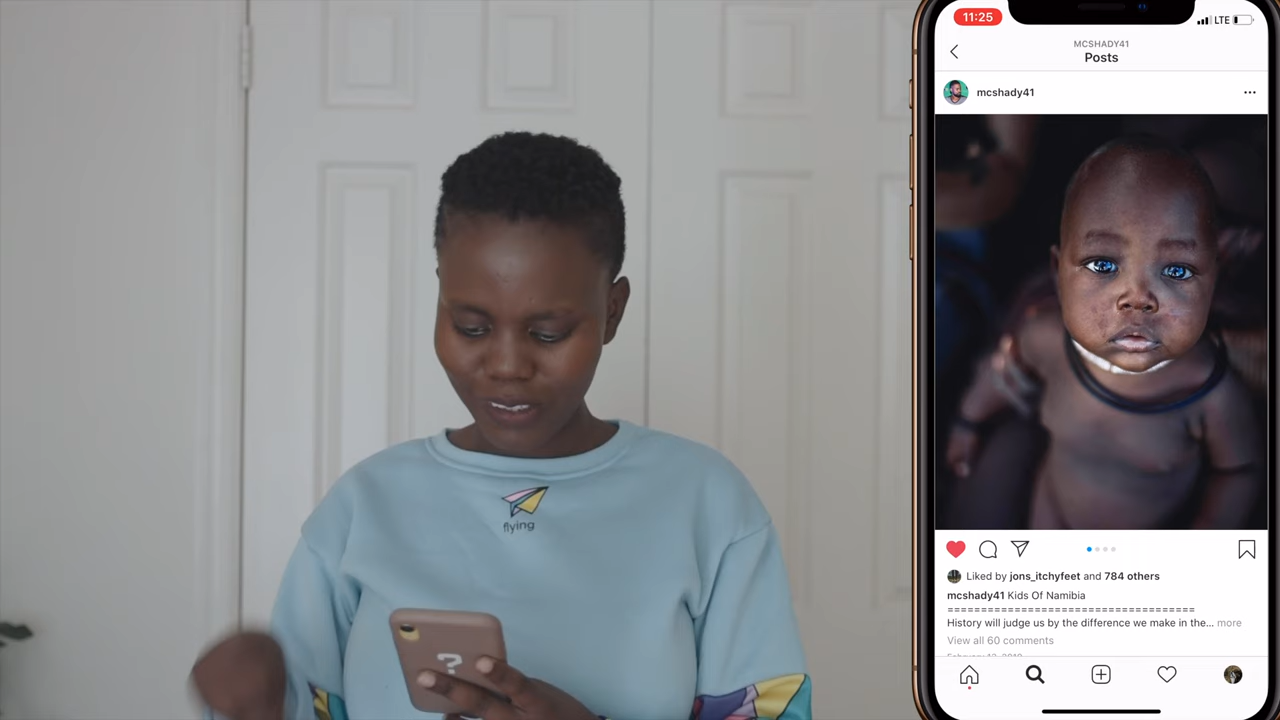 flying
?
11:25
LTE
MCSHADY41
Posts
mcshady41
Liked by jons_itchyfeet and 784 others
mcshady41 Kids Of Namibia
====================================
History will judge us by the difference we make in the... more
View all 60 comments